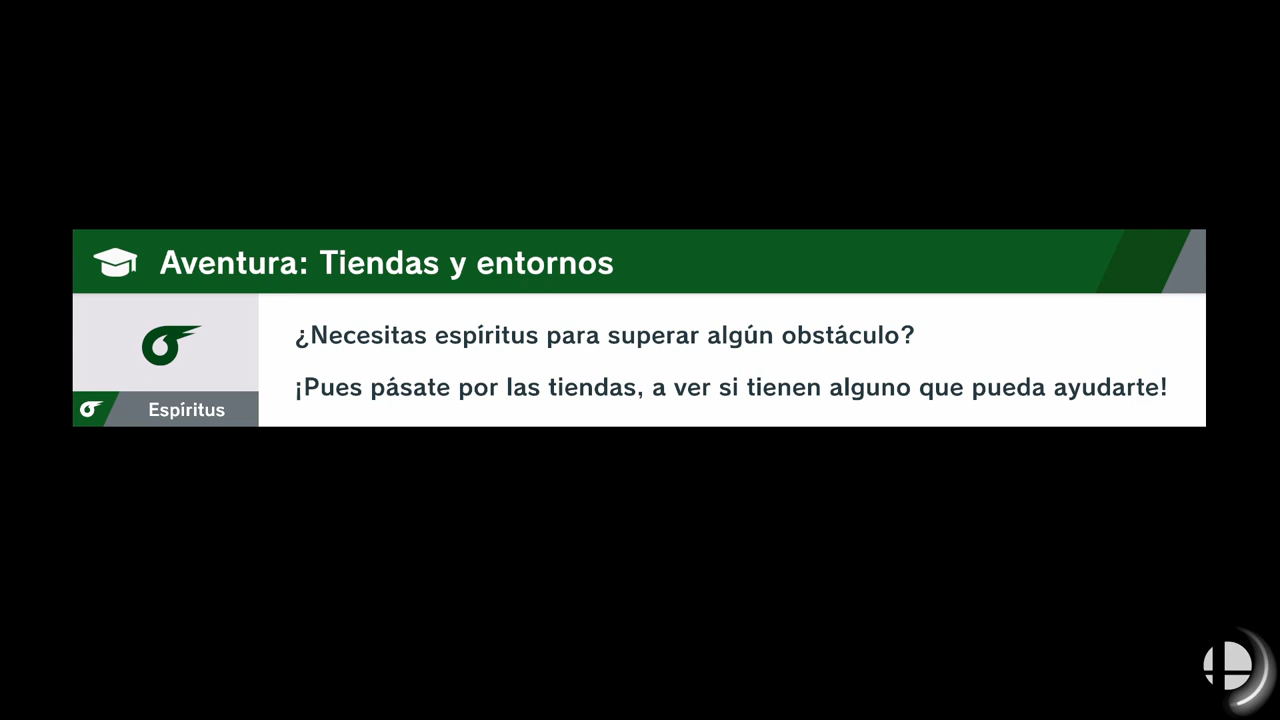 Aventura: Tiendas y entornos
¿Necesitas espíritus para superar algún obstáculo?
¡Pues pásate por las tiendas, a ver si tienen alguno que pueda ayudarte!
Espíritus